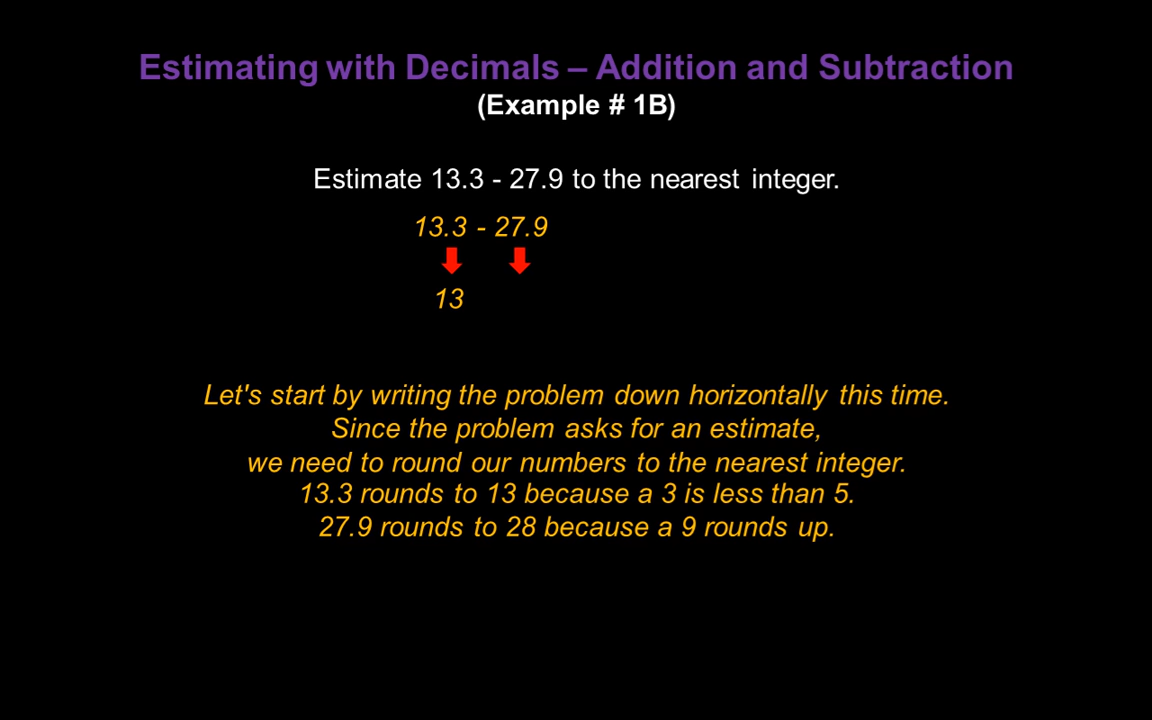 Estimating with Decimals – Addition and Subtraction
(Example # 1B)
Estimate 13.3 - 27.9 to the nearest integer.
13.3 - 27.9
13
Let's start by writing the problem down horizontally this time.
Since the problem asks for an estimate,
we need to round our numbers to the nearest integer.
13.3 rounds to 13 because a 3 is less than 5.
27.9 rounds to 28 because a 9 rounds up.